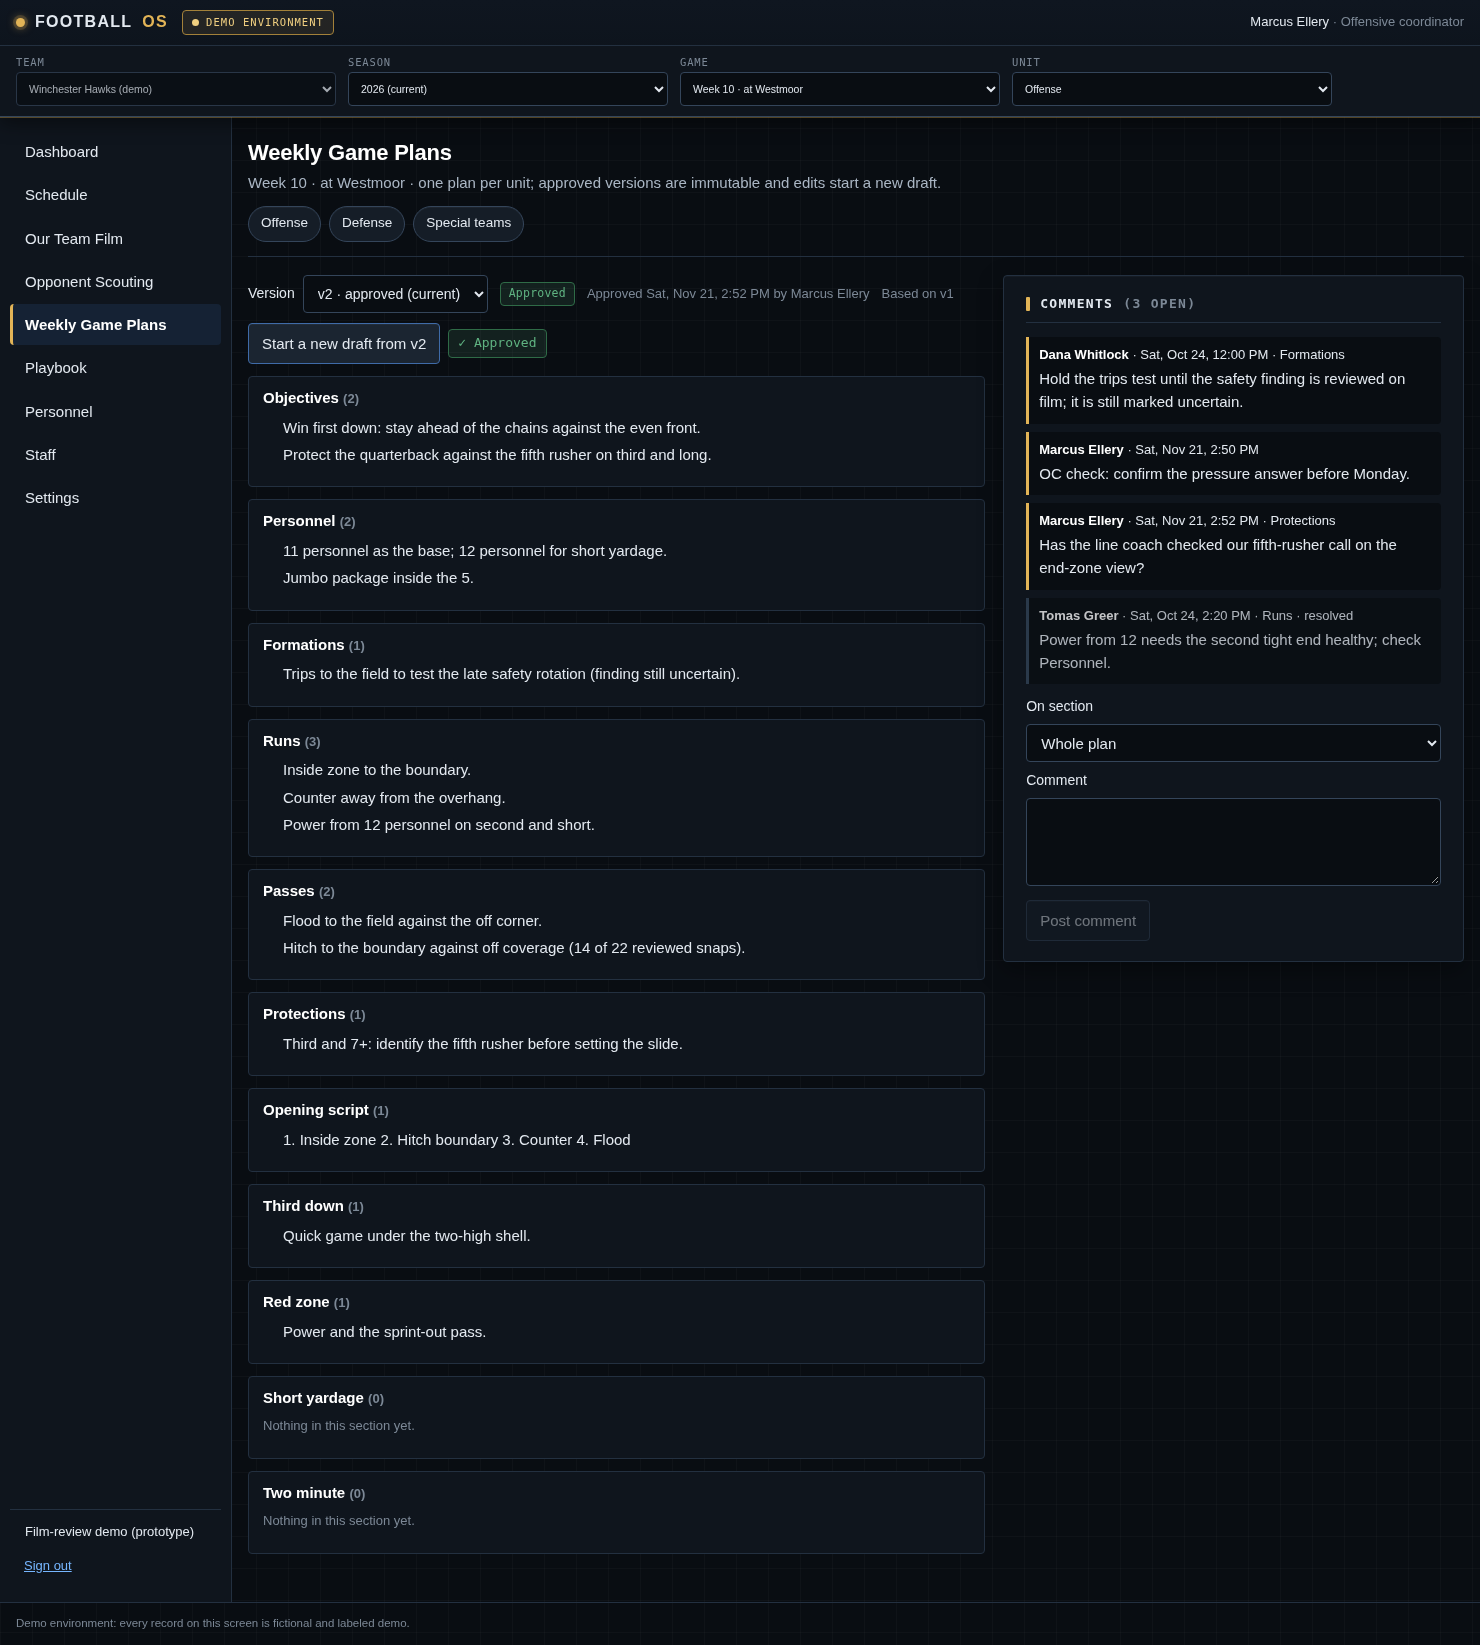 FOOTBALL OS
DEMO ENVIRONMENT
Marcus Ellery · Offensive coordinator
TEAM
Winchester Hawks (demo)
SEASON
2026 (current)
GAME
Week 10 · at Westmoor
UNIT
Offense
Dashboard
Schedule
Our Team Film
Opponent Scouting
Weekly Game Plans
Playbook
Personnel
Staff
Settings
Film-review demo (prototype)
Sign out
Weekly Game Plans
Week 10 · at Westmoor · one plan per unit; approved versions are immutable and edits start a new draft.
Offense
Defense
Special teams
Version
v2 · approved (current)
Approved
Approved Sat, Nov 21, 2:52 PM by Marcus Ellery
Based on v1
Start a new draft from v2
✓ Approved
Objectives (2)
Win first down: stay ahead of the chains against the even front.
Protect the quarterback against the fifth rusher on third and long.
Personnel (2)
11 personnel as the base; 12 personnel for short yardage.
Jumbo package inside the 5.
Formations (1)
Trips to the field to test the late safety rotation (finding still uncertain).
Runs (3)
Inside zone to the boundary.
Counter away from the overhang.
Power from 12 personnel on second and short.
Passes (2)
Flood to the field against the off corner.
Hitch to the boundary against off coverage (14 of 22 reviewed snaps).
Protections (1)
Third and 7+: identify the fifth rusher before setting the slide.
Opening script (1)
1. Inside zone 2. Hitch boundary 3. Counter 4. Flood
Third down (1)
Quick game under the two-high shell.
Red zone (1)
Power and the sprint-out pass.
Short yardage (0)
Nothing in this section yet.
Two minute (0)
Nothing in this section yet.
COMMENTS (3 OPEN)
Dana Whitlock · Sat, Oct 24, 12:00 PM · Formations
Hold the trips test until the safety finding is reviewed on
film; it is still marked uncertain.
Marcus Ellery · Sat, Nov 21, 2:50 PM
OC check: confirm the pressure answer before Monday.
Marcus Ellery · Sat, Nov 21, 2:52 PM · Protections
Has the line coach checked our fifth-rusher call on the
end-zone view?
Tomas Greer · Sat, Oct 24, 2:20 PM · Runs · resolved
Power from 12 needs the second tight end healthy; check
Personnel.
On section
Whole plan
Comment
Post comment
Demo environment: every record on this screen is fictional and labeled demo.